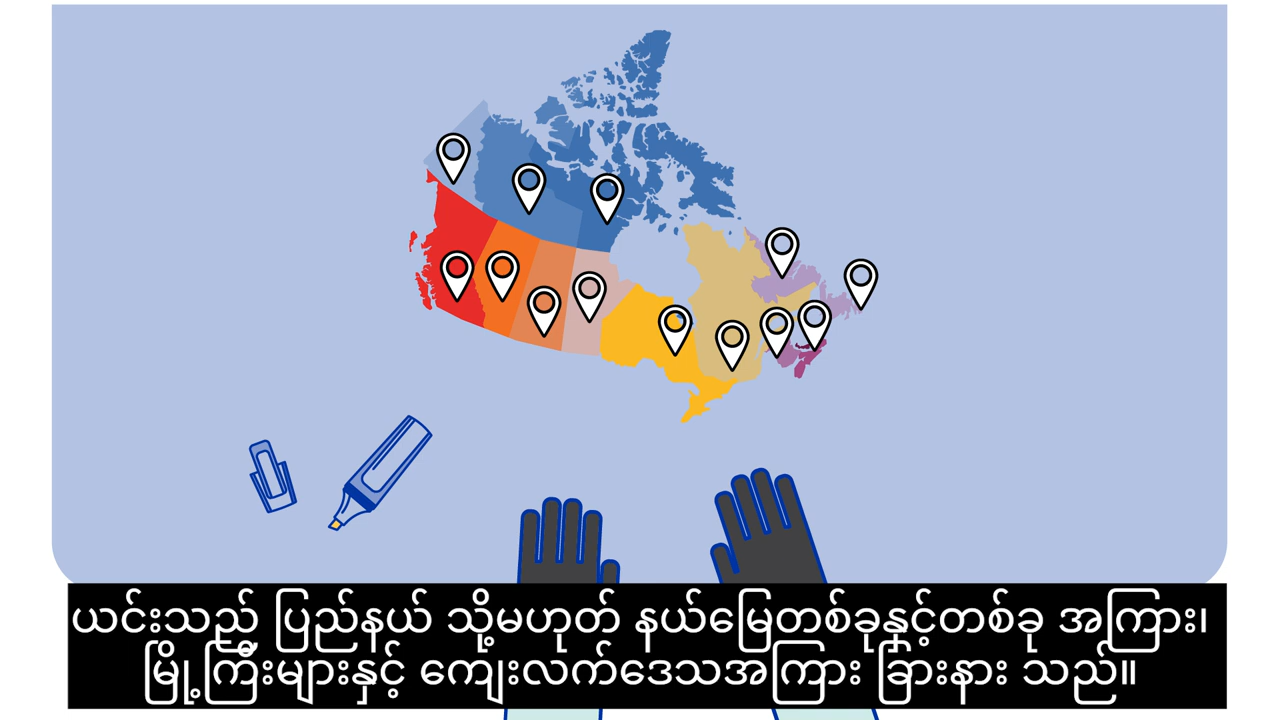 ယင်းသည် ပြည်နယ် သို့မဟုတ် နယ်မြေတစ်ခုနှင့်တစ်ခု အကြား၊
မြို့ကြီးများနှင့် ကျေးလက်ဒေသအကြား ခြားနား သည်။